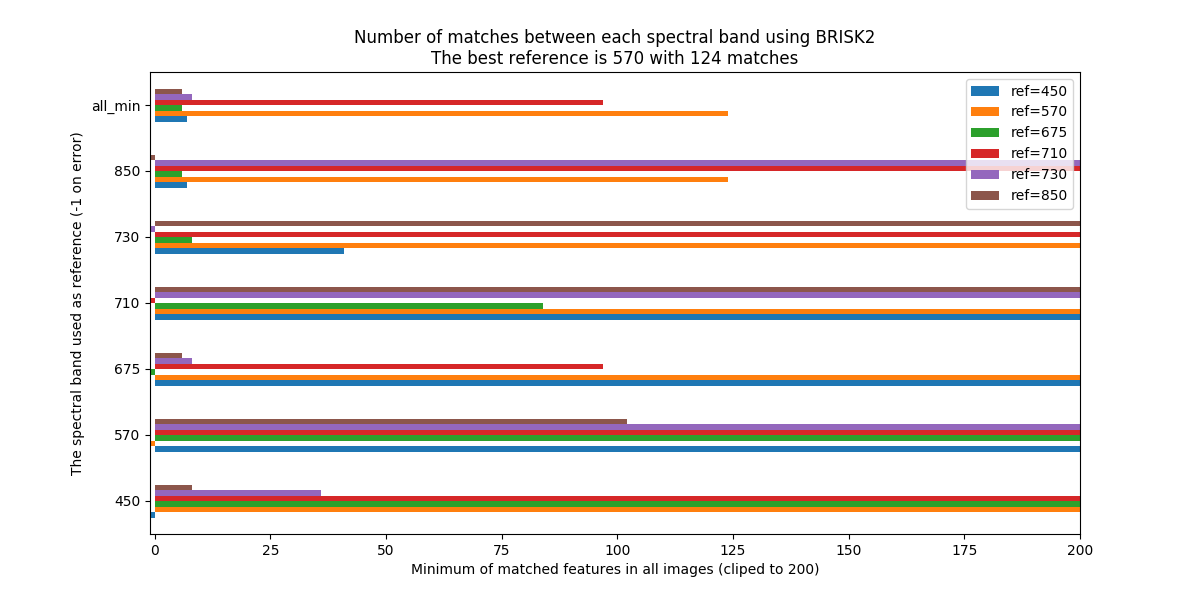 Number of matches between each spectral band using BRISK2
The best reference is 570 with 124 matches
The spectral band used as reference (-1 on error)
all_min
850
730
710
675
570
450
ref=450
ref=570
ref=675
ref=710
ref=730
ref=850
0 25 50 75 100 125 150 175 200
Minimum of matched features in all images (cliped to 200)